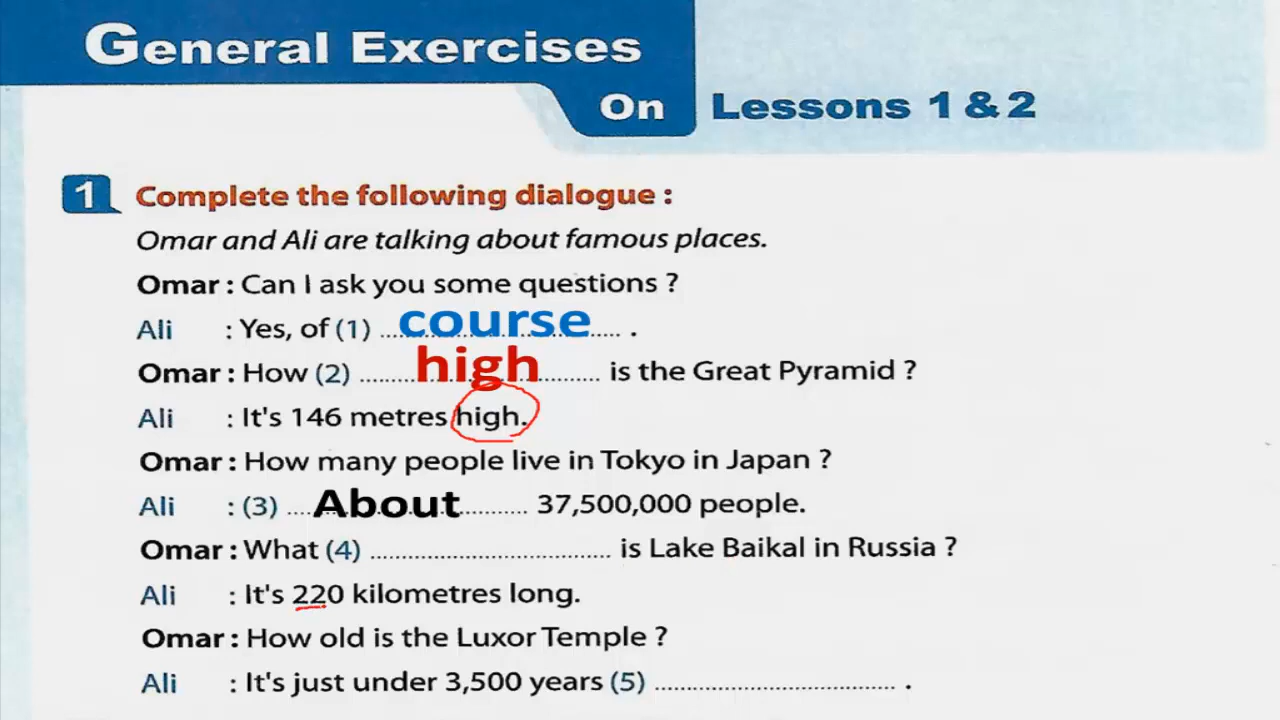 General Exercises
On Lessons 1 & 2
1 Complete the following dialogue :
Omar and Ali are talking about famous places.
Omar : Can I ask you some questions ?
Ali : Yes, of (1) course .
Omar : How (2) high is the Great Pyramid ?
Ali : It's 146 metres high.
Omar : How many people live in Tokyo in Japan ?
Ali : (3) About 37,500,000 people.
Omar : What (4) ........................................ is Lake Baikal in Russia ?
Ali : It's 220 kilometres long.
Omar : How old is the Luxor Temple ?
Ali : It's just under 3,500 years (5) ........................................ .